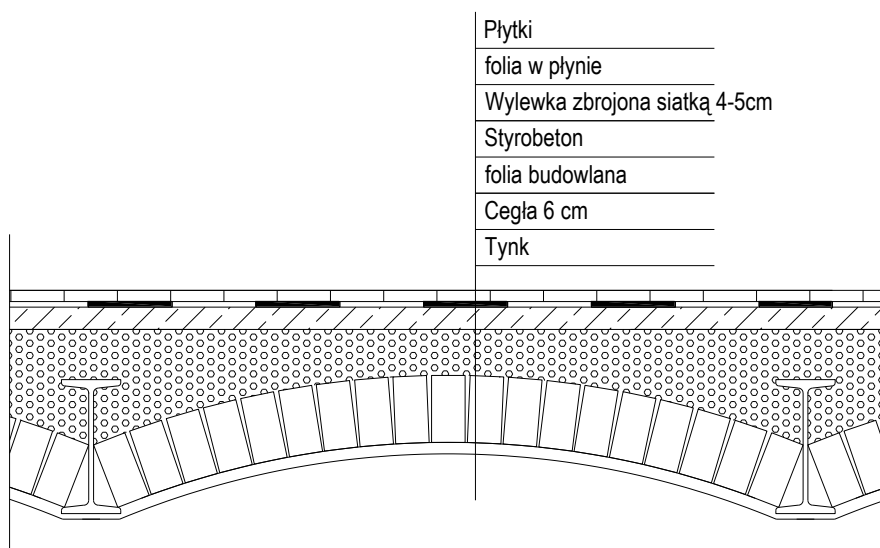 Płytki
folia w płynie
Wylewka zbrojona siatką 4-5cm
Styrobeton
folia budowlana
Cegła 6 cm
Tynk